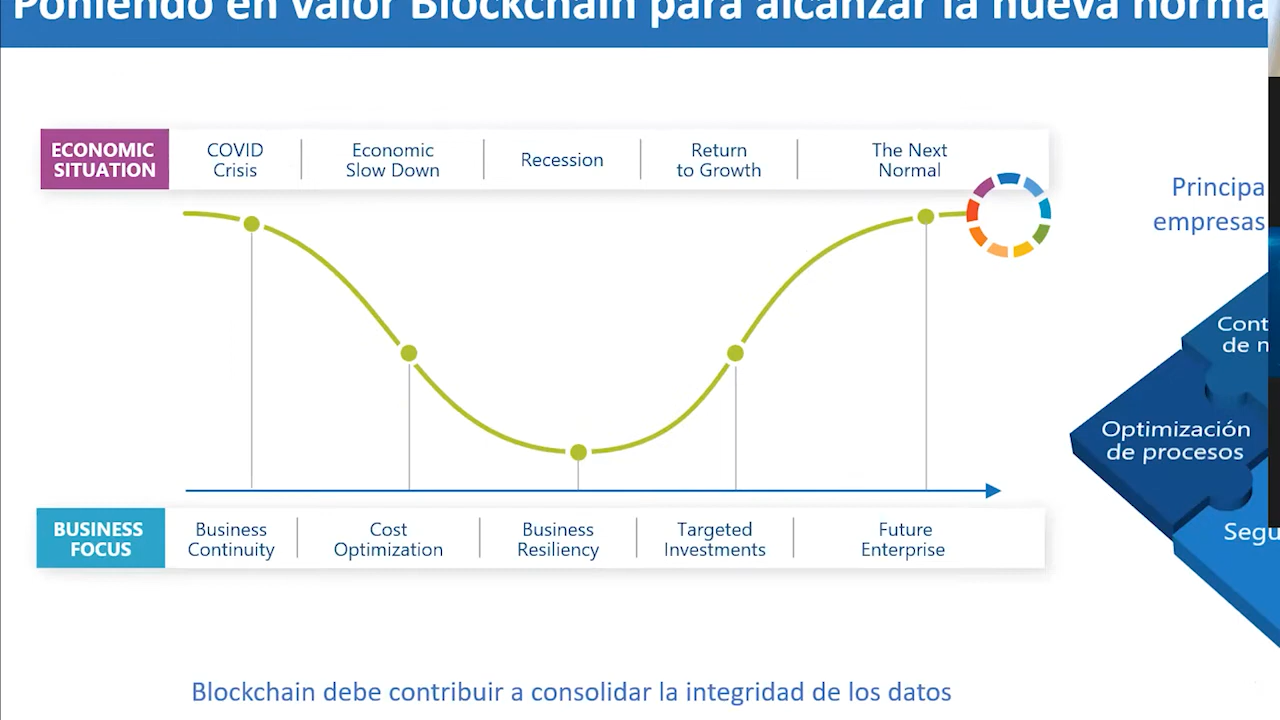 Poniendo en valor Blockchain para alcanzar la nueva norma
ECONOMIC
SITUATION
COVID
Crisis
Economic
Slow Down
Recession
Return
to Growth
The Next
Normal
Principa
empresas
Cont
de n
Optimización
de procesos
Segu
BUSINESS
FOCUS
Business
Continuity
Cost
Optimization
Business
Resiliency
Targeted
Investments
Future
Enterprise
Blockchain debe contribuir a consolidar la integridad de los datos